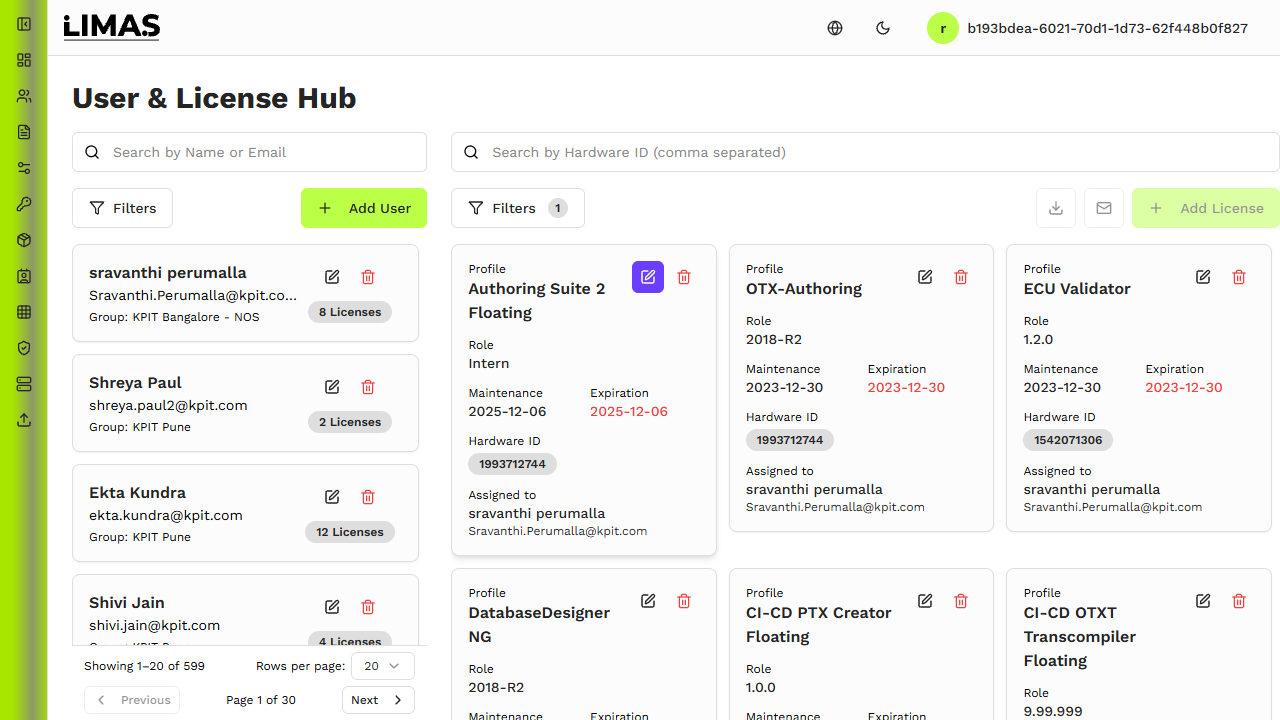 LIMAS
r
b193bdea-6021-70d1-1d73-62f448b0f827
User & License Hub
Search by Name or Email
Search by Hardware ID (comma separated)
Filters
Add User
Filters
1
Add License
sravanthi perumalla
Sravanthi.Perumalla@kpit.co...
Group: KPIT Bangalore - NOS
8 Licenses
Shreya Paul
shreya.paul2@kpit.com
Group: KPIT Pune
2 Licenses
Ekta Kundra
ekta.kundra@kpit.com
Group: KPIT Pune
12 Licenses
Shivi Jain
shivi.jain@kpit.com
4 Licenses
Showing 1–20 of 599
Rows per page:
20
Previous
Page 1 of 30
Next
Profile
Authoring Suite 2
Floating
Role
Intern
Maintenance
Expiration
2025-12-06
2025-12-06
Hardware ID
1993712744
Assigned to
sravanthi perumalla
Sravanthi.Perumalla@kpit.com
Profile
OTX-Authoring
Role
2018-R2
Maintenance
Expiration
2023-12-30
2023-12-30
Hardware ID
1993712744
Assigned to
sravanthi perumalla
Sravanthi.Perumalla@kpit.com
Profile
ECU Validator
Role
1.2.0
Maintenance
Expiration
2023-12-30
2023-12-30
Hardware ID
1542071306
Assigned to
sravanthi perumalla
Sravanthi.Perumalla@kpit.com
Profile
DatabaseDesigner
NG
Role
2018-R2
Maintenance
Expiration
Profile
CI-CD PTX Creator
Floating
Role
1.0.0
Maintenance
Expiration
Profile
CI-CD OTXT
Transcompiler
Floating
Role
9.99.999